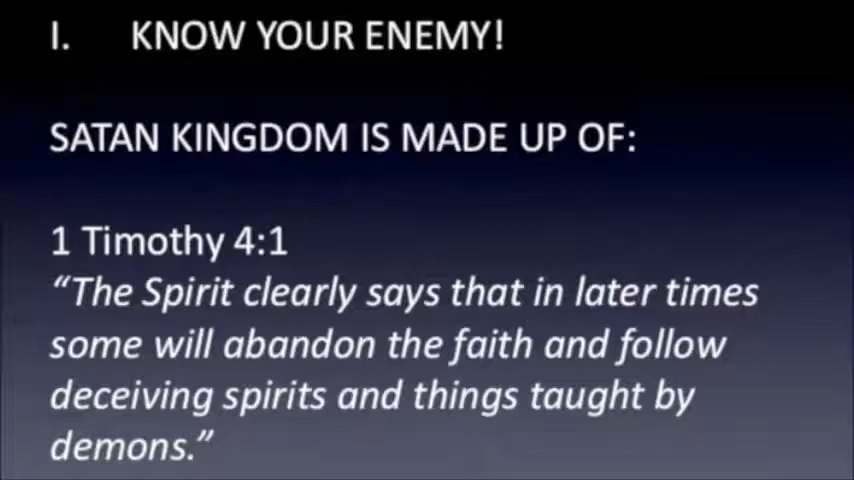 I. KNOW YOUR ENEMY!
SATAN KINGDOM IS MADE UP OF:
1 Timothy 4:1
“The Spirit clearly says that in later times
some will abandon the faith and follow
deceiving spirits and things taught by
demons.”